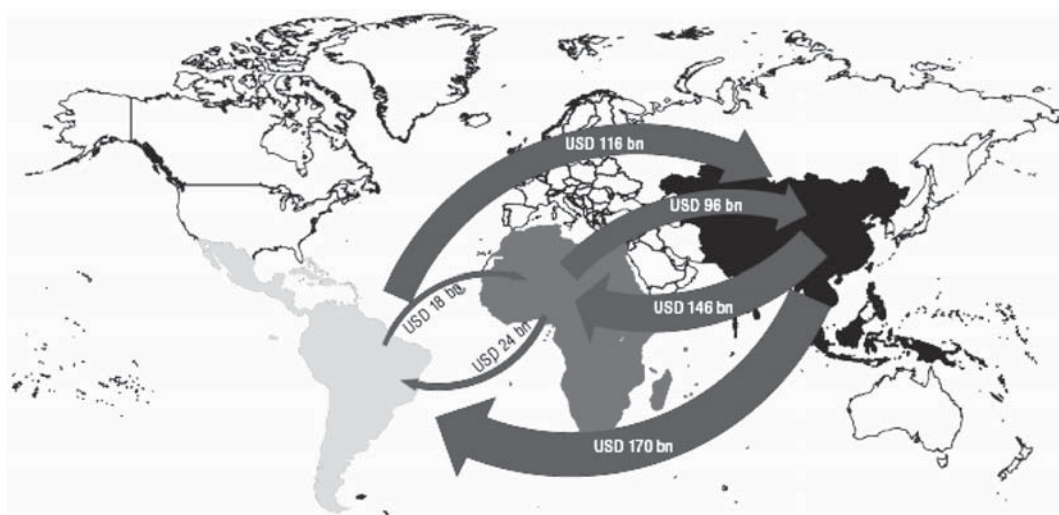 USD 116 bn
USD 96 bn
USD 18 bn
USD 146 bn
USD 24 bn
USD 170 bn